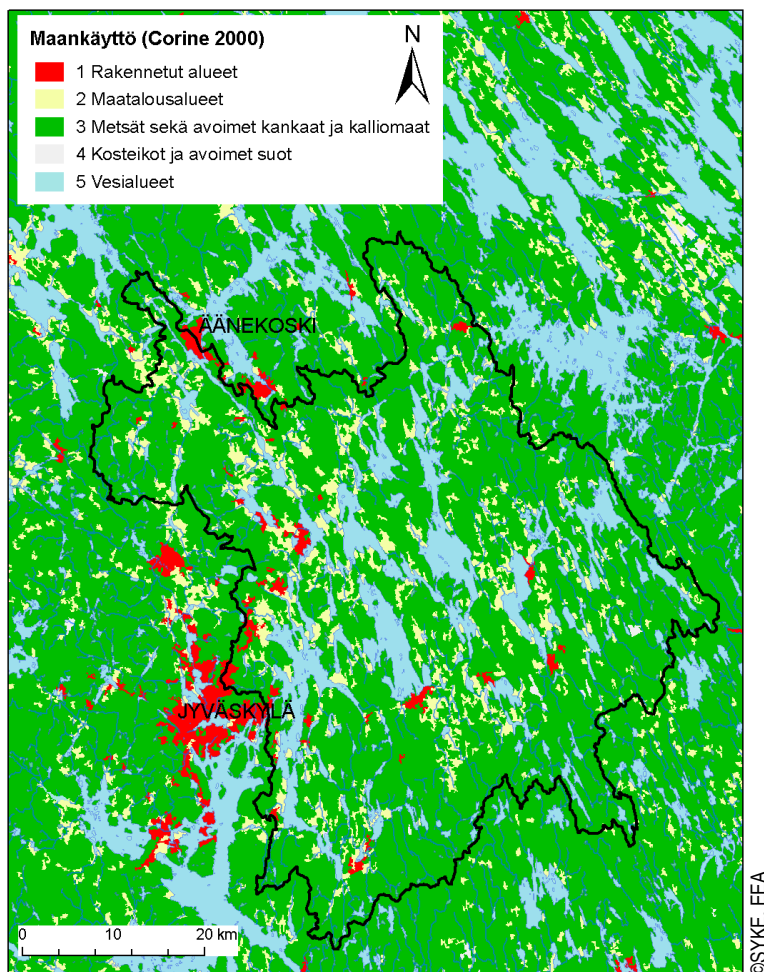 Maankäyttö (Corine 2000)
1 Rakennetut alueet
2 Maatalousalueet
3 Metsät sekä avoimet kankaat ja kalliomaat
4 Kosteikot ja avoimet suot
5 Vesialueet
N
ÄÄNEKOSKI
JYVÄSKYLÄ
0 10 20 km
©SYKE, EEA